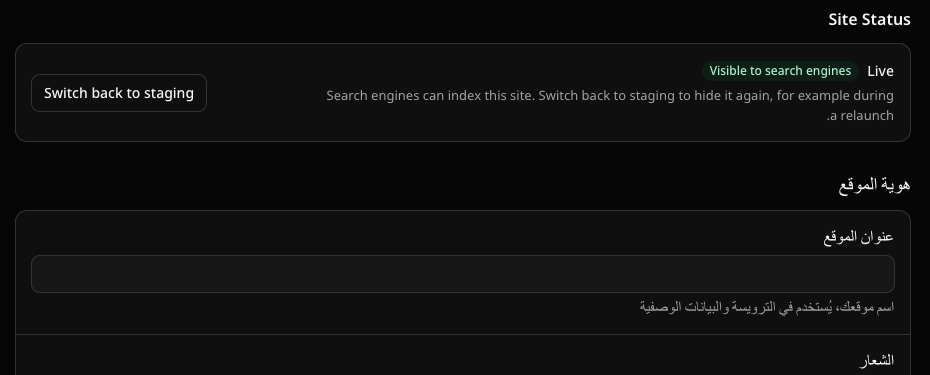 Site Status
Live
Visible to search engines
Switch back to staging
Search engines can index this site. Switch back to staging to hide it again, for example during
a relaunch.
هوية الموقع
عنوان الموقع
اسم موقعك، يُستخدم في الترويسة والبيانات الوصفية
الشعار